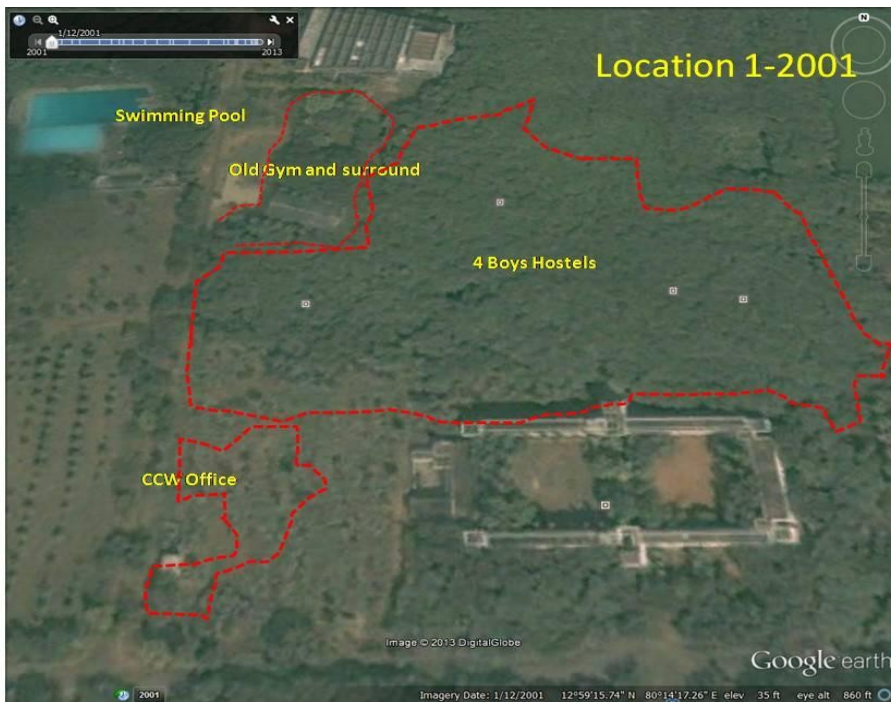 1/12/2001
2001
2013
N
Location 1-2001
Swimming Pool
Old Gym and surround
4 Boys Hostels
CCW Office
Image © 2013 DigitalGlobe
Google earth
2001
Imagery Date: 1/12/2001 12°59'15.74" N 80°14'17.26" E elev 35 ft eye alt 860 ft